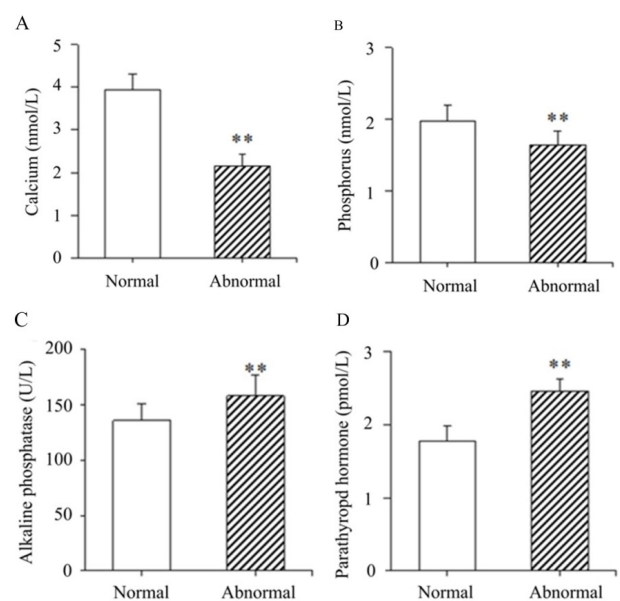 A
Calcium (nmol/L)
5
4
3
2
1
0
**
Normal
Abnormal
B
Phosphorus (nmol/L)
3
2
1
0
**
Normal
Abnormal
C
Alkaline phosphatase (U/L)
200
150
100
50
0
**
Normal
Abnormal
D
Parathyropd hormone (pmol/L)
3
2
1
0
**
Normal
Abnormal